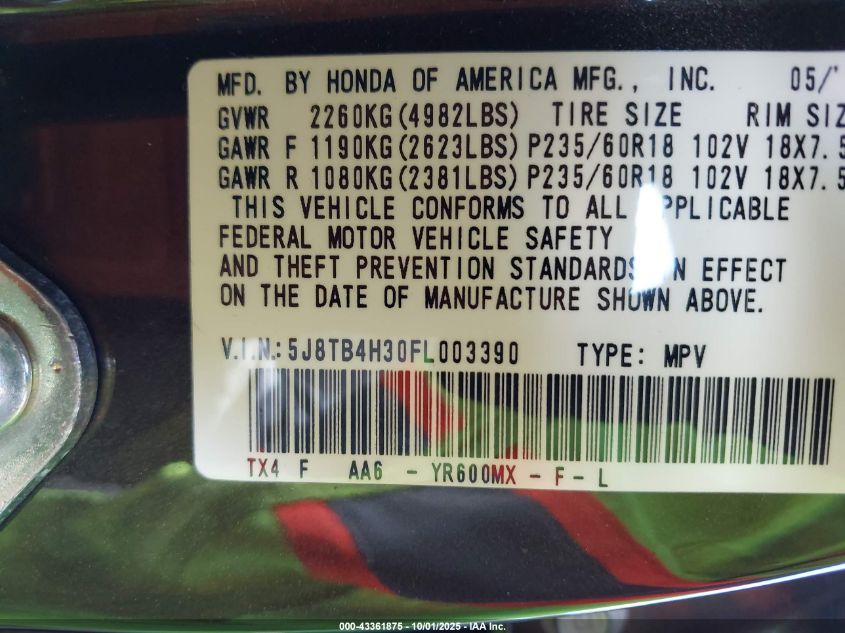 MFD. BY HONDA OF AMERICA MFG., INC. 05/
GVWR 2260KG(4982LBS) TIRE SIZE RIM SIZ
GAWR F 1190KG(2623LBS) P235/60R18 102V 18X7.5
GAWR R 1080KG(2381LBS) P235/60R18 102V 18X7.5
THIS VEHICLE CONFORMS TO ALL APPLICABLE
FEDERAL MOTOR VEHICLE SAFETY
AND THEFT PREVENTION STANDARDS IN EFFECT
ON THE DATE OF MANUFACTURE SHOWN ABOVE.
V.I.N.: 5J8TB4H30FL003390 TYPE: MPV
TX4 F AA6 - YR600MX - F - L
000-43361875 - 10/01/2025 - IAA Inc.